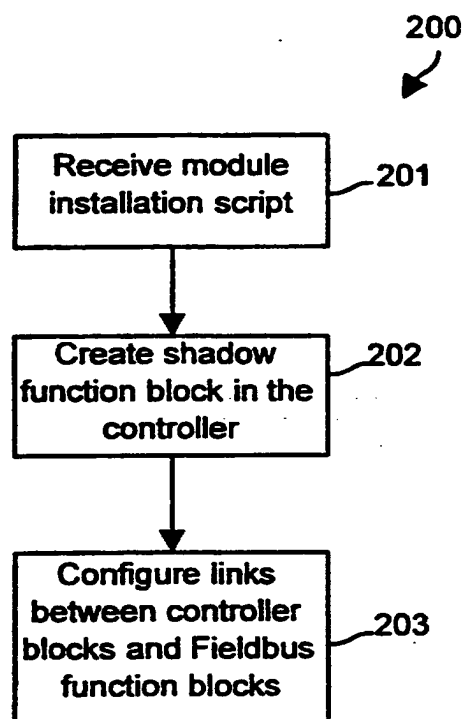 200
Receive module
installation script
201
Create shadow
function block in the
controller
202
Configure links
between controller
blocks and Fieldbus
function blocks
203